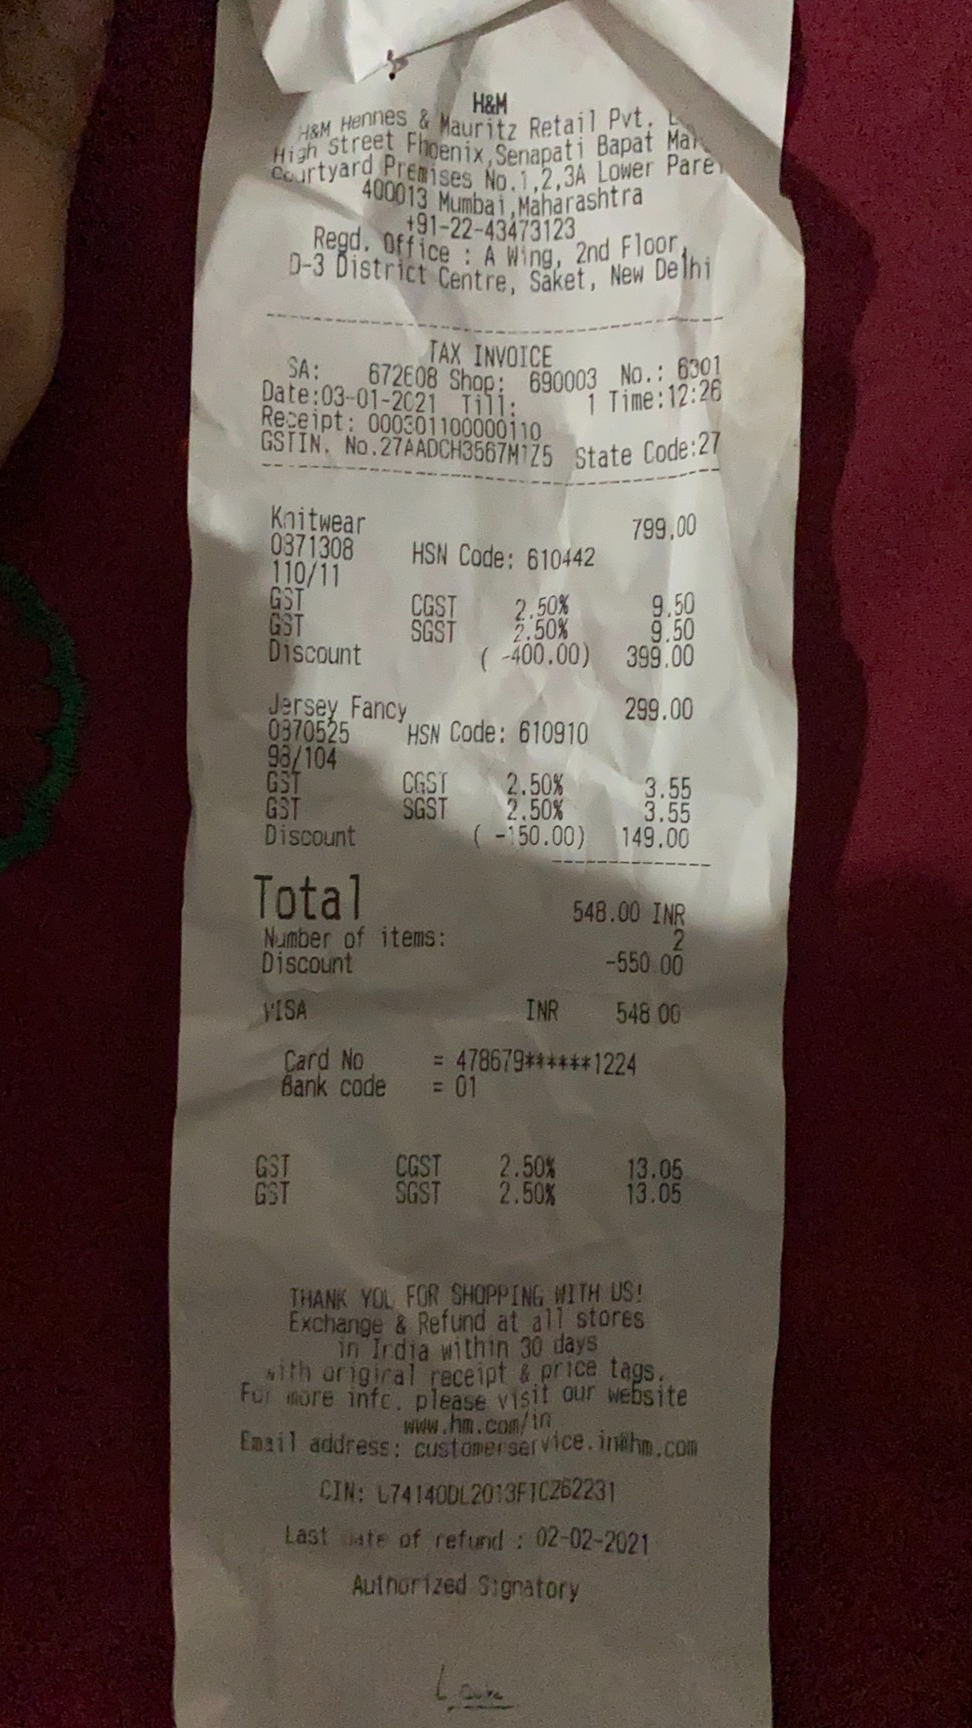 H&M
H&M Hennes & Mauritz Retail Pvt.
High Street Fhoenix,Senapati Bapat
Courtyard Premises No.1,2,3A Lower Pare
400013 Mumbai,Maharashtra
+91-22-43473123
Regd. Office : A Wing, 2nd Floor,
D-3 District Centre, Saket, New Delhi
TAX INVOICE
SA: 672608 Shop: 690003 No.: 6301
Date:03-01-2021 Till: 1 Time:12:26
Receipt: 000301100000110
GSTIN. No.27AADCH3567M1Z5 State Code:27
Knitwear 799.00
0871308 HSN Code: 610442
110/11
GST CGST 2.50% 9.50
GST SGST 2.50% 9.50
Discount ( -400.00) 399.00
Jersey Fancy 299.00
0870525 HSN Code: 610910
98/104
GST CGST 2.50% 3.55
GST SGST 2.50% 3.55
Discount ( -150.00) 149.00
Total 548.00 INR
Number of items: 2
Discount -550.00
VISA INR 548.00
Card No = 478679******1224
Bank code = 01
GST CGST 2.50% 13.05
GST SGST 2.50% 13.05
THANK YOU FOR SHOPPING WITH US!
Exchange & Refund at all stores
in India within 30 days
with original receipt & price tags.
For more info. please visit our website
www.hm.com/in
Email address: customerservice.in@hm.com
CIN: U74140DL2013FTC262231
Last date of refund : 02-02-2021
Authorized Signatory